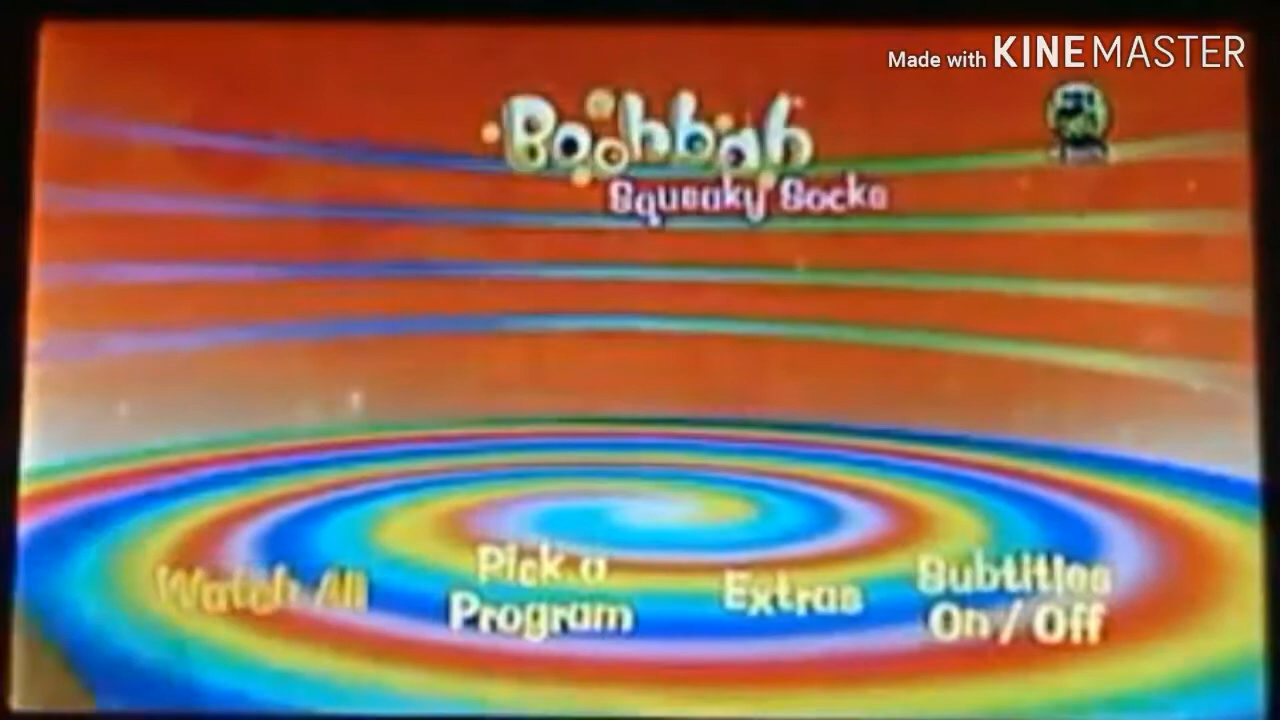 Made with KINEMASTER
Boohbah
Squeaky Socks
Watch All
Pick a
Program
Extras
Subtitles
On / Off